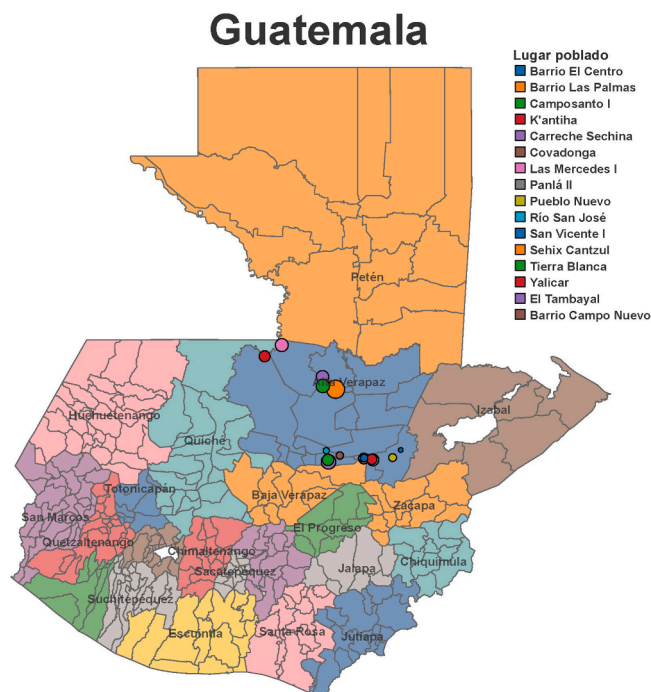 Guatemala
Lugar poblado
Barrio El Centro
Barrio Las Palmas
Camposanto I
K'antiha
Carreche Sechina
Covadonga
Las Mercedes I
Panlá II
Pueblo Nuevo
Río San José
San Vicente I
Sehix Cantzul
Tierra Blanca
Yalicar
El Tambayal
Barrio Campo Nuevo
Petén
Alta Verapaz
Huehuetenango
Izabal
Quiché
Totonicapán
Baja Verapaz
Zacapa
San Marcos
El Progreso
Quetzaltenango
Chimaltenango
Chiquimula
Sacatepéquez
Jalapa
Suchitepéquez
Escuintla
Santa Rosa
Jutiapa